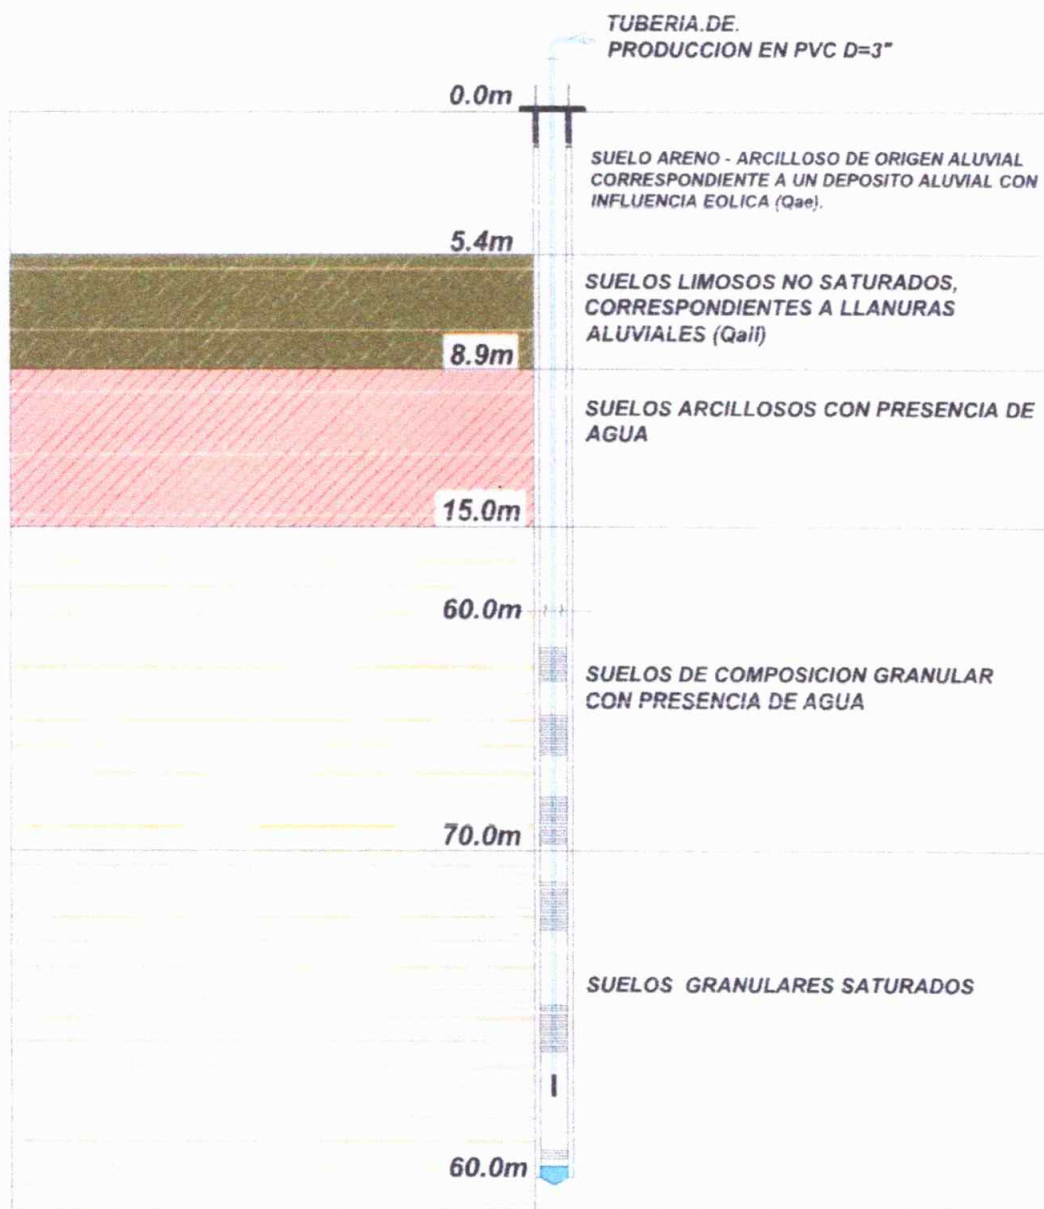 TUBERIA.DE.
PRODUCCION EN PVC D=3"
0.0m
SUELO ARENO - ARCILLOSO DE ORIGEN ALUVIAL
CORRESPONDIENTE A UN DEPOSITO ALUVIAL CON
INFLUENCIA EOLICA (Qae).
5.4m
SUELOS LIMOSOS NO SATURADOS,
CORRESPONDIENTES A LLANURAS
ALUVIALES (Qall)
8.9m
SUELOS ARCILLOSOS CON PRESENCIA DE
AGUA
15.0m
60.0m
SUELOS DE COMPOSICION GRANULAR
CON PRESENCIA DE AGUA
70.0m
SUELOS GRANULARES SATURADOS
60.0m